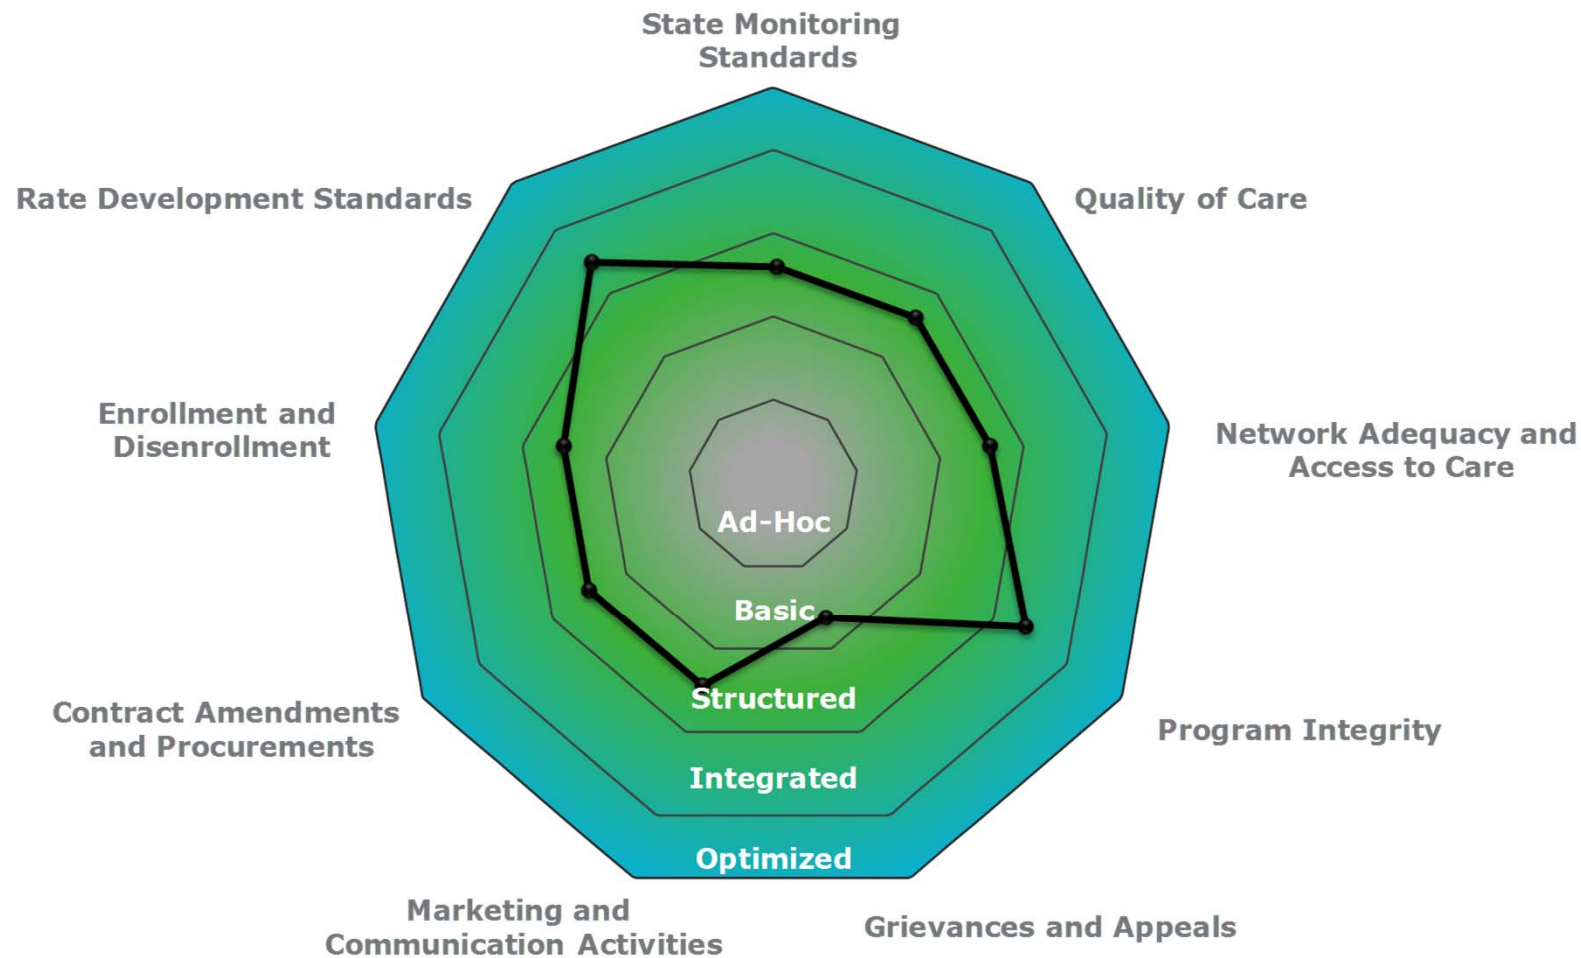 State Monitoring
Standards
Rate Development Standards
Quality of Care
Enrollment and
Disenrollment
Network Adequacy and
Access to Care
Ad-Hoc
Basic
Structured
Contract Amendments
and Procurements
Program Integrity
Integrated
Optimized
Marketing and
Communication Activities
Grievances and Appeals